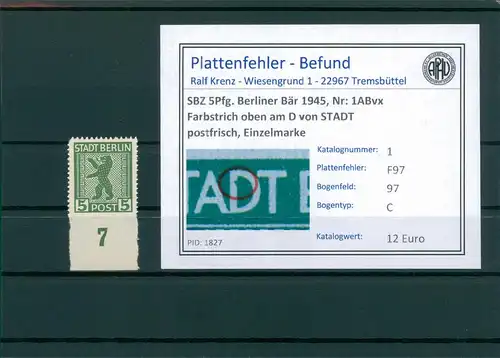 Plattenfehler - Befund
Ralf Krenz - Wiesengrund 1 - 22967 Tremsbüttel
SBZ 5Pfg. Berliner Bär 1945, Nr: 1ABvx
Farbstrich oben am D von STADT
postfrisch, Einzelmarke
Katalognummer: 1
Plattenfehler: F97
Bogenfeld: 97
Bogentyp: C
Katalogwert: 12 Euro
TADT
PID: 1827
STADT BERLIN
5 POST 5
7